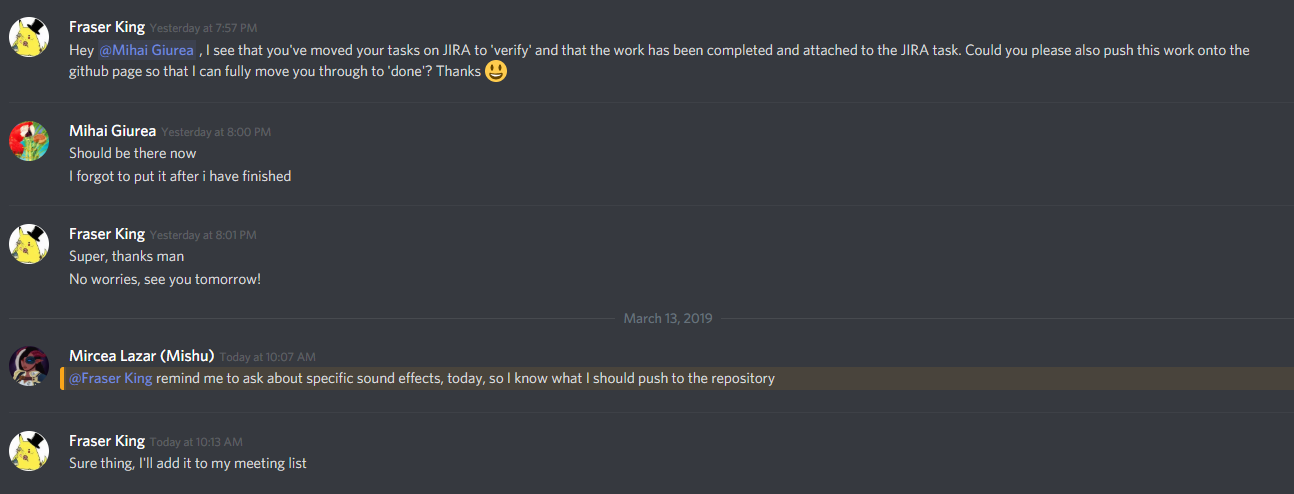 Fraser King Yesterday at 7:57 PM
Hey @Mihai Giurea , I see that you've moved your tasks on JIRA to 'verify' and that the work has been completed and attached to the JIRA task. Could you please also push this work onto the
github page so that I can fully move you through to 'done'? Thanks
Mihai Giurea Yesterday at 8:00 PM
Should be there now
I forgot to put it after i have finished
Fraser King Yesterday at 8:01 PM
Super, thanks man
No worries, see you tomorrow!
March 13, 2019
Mircea Lazar (Mishu) Today at 10:07 AM
@Fraser King remind me to ask about specific sound effects, today, so I know what I should push to the repository
Fraser King Today at 10:13 AM
Sure thing, I'll add it to my meeting list